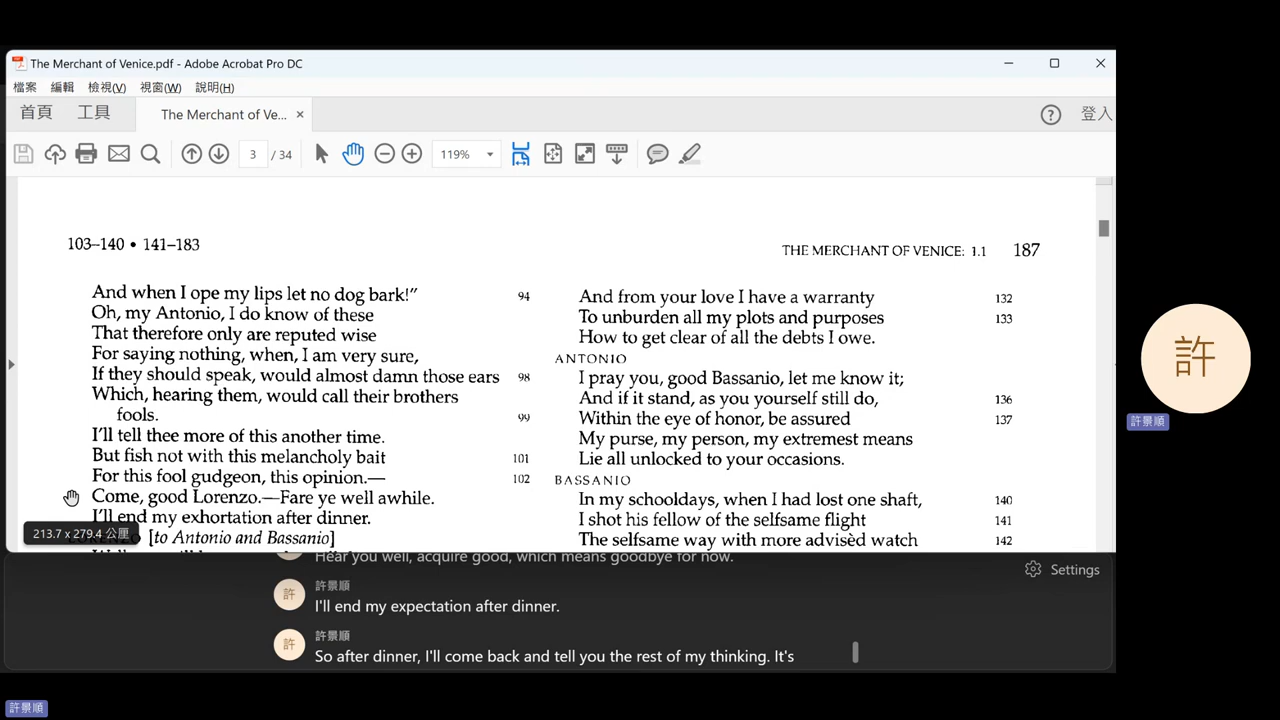 The Merchant of Venice.pdf - Adobe Acrobat Pro DC
檔案 編輯 檢視(V) 視窗(W) 說明(H)
首頁 工具 The Merchant of Ve... × 登入
3 / 34 119%
103–140 • 141–183
THE MERCHANT OF VENICE: 1.1 187
And when I ope my lips let no dog bark!” 94
Oh, my Antonio, I do know of these
That therefore only are reputed wise
For saying nothing, when, I am very sure,
If they should speak, would almost damn those ears 98
Which, hearing them, would call their brothers
fools. 99
I’ll tell thee more of this another time.
But fish not with this melancholy bait 101
For this fool gudgeon, this opinion.— 102
Come, good Lorenzo.—Fare ye well awhile.
I’ll end my exhortation after dinner.
[to Antonio and Bassanio]
213.7 x 279.4 公厘
And from your love I have a warranty 132
To unburden all my plots and purposes 133
How to get clear of all the debts I owe.
ANTONIO
I pray you, good Bassanio, let me know it;
And if it stand, as you yourself still do, 136
Within the eye of honor, be assured 137
My purse, my person, my extremest means
Lie all unlocked to your occasions.
BASSANIO
In my schooldays, when I had lost one shaft, 140
I shot his fellow of the selfsame flight 141
The selfsame way with more advisèd watch 142
Hear you well, acquire good, which means goodbye for now.
Settings
許 許景順
I'll end my expectation after dinner.
許 許景順
So after dinner, I'll come back and tell you the rest of my thinking. It's
許
許景順
許景順